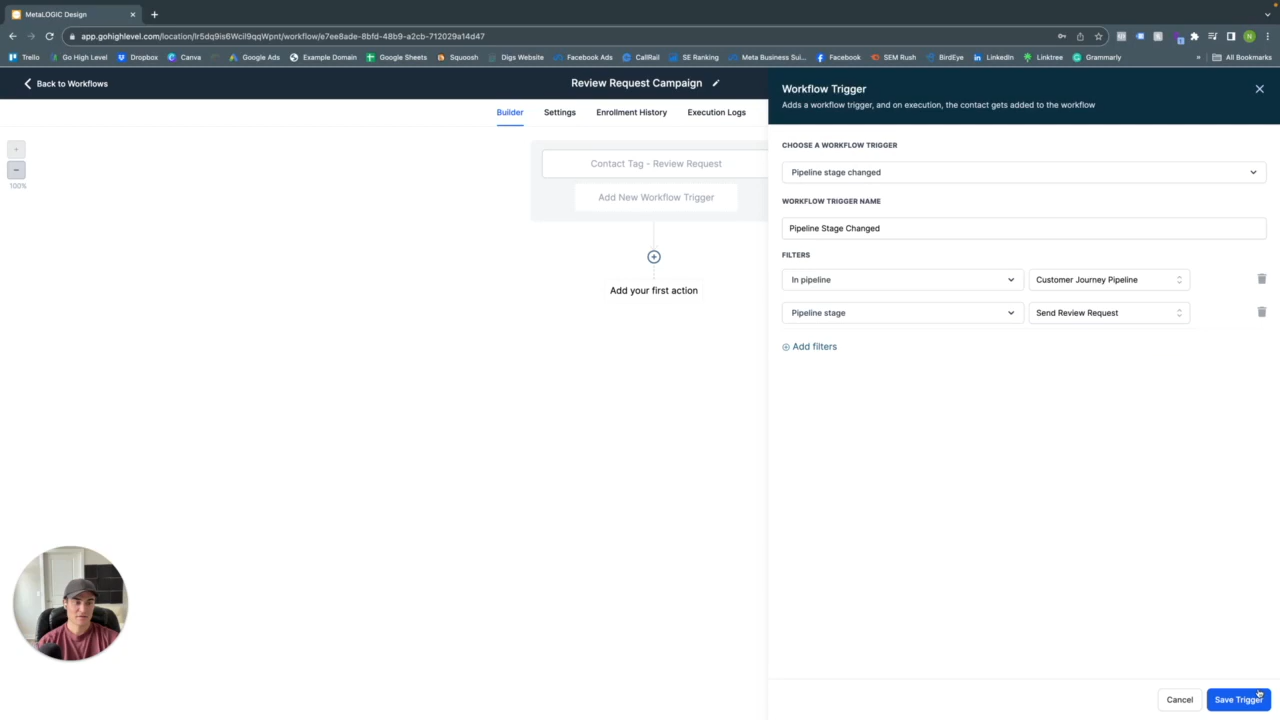 MetaLOGIC Design
app.gohighlevel.com/location/lr5dq9is6Wcil9qqWpnt/workflow/e7ee8ade-8bfd-48b9-a2cb-712029a14d47
Trello Go High Level Dropbox Canva Google Ads Example Domain Google Sheets Squoosh Digs Website Facebook Ads CallRail SE Ranking Meta Business Sui... Facebook SEM Rush BirdEye LinkedIn Linktree Grammarly » All Bookmarks
Back to Workflows
Review Request Campaign
Builder Settings Enrollment History Execution Logs
100%
Contact Tag - Review Request
Add New Workflow Trigger
Add your first action
Workflow Trigger
Adds a workflow trigger, and on execution, the contact gets added to the workflow
CHOOSE A WORKFLOW TRIGGER
Pipeline stage changed
WORKFLOW TRIGGER NAME
Pipeline Stage Changed
FILTERS
In pipeline Customer Journey Pipeline
Pipeline stage Send Review Request
Add filters
Cancel Save Trigger